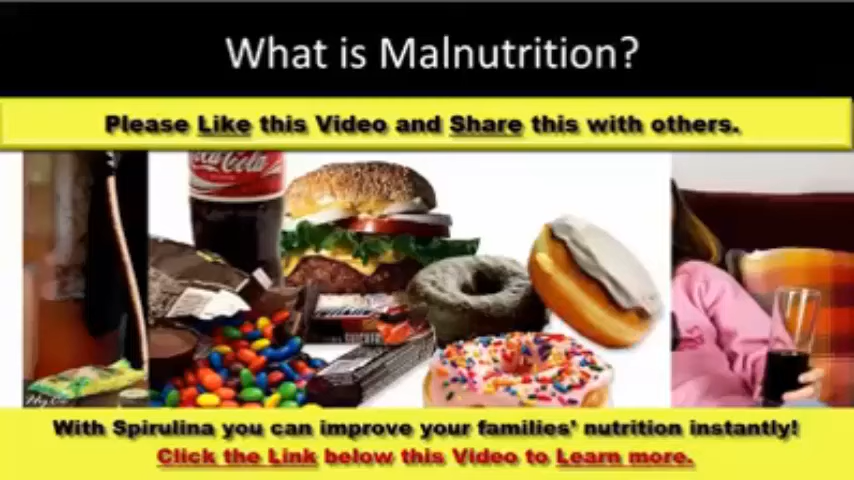 What is Malnutrition?
Please Like this Video and Share this with others.
Coca-Cola
With Spirulina you can improve your families' nutrition instantly!
Click the Link below this Video to Learn more.